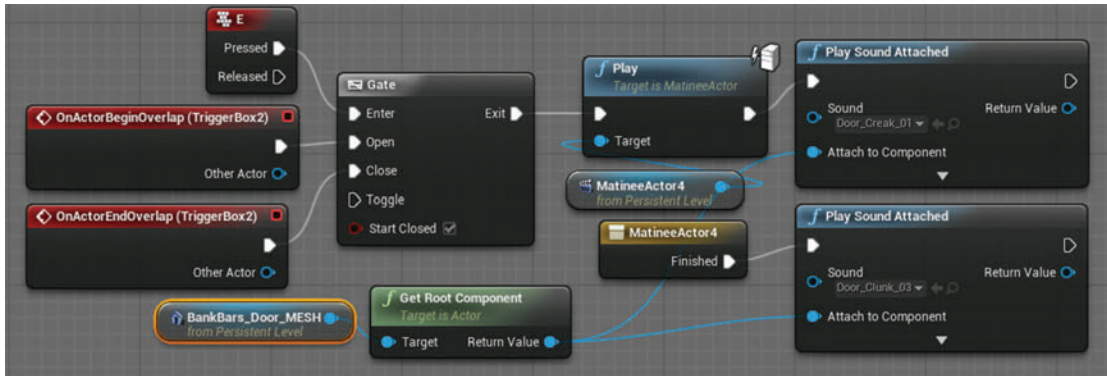 E
Pressed
Released
OnActorBeginOverlap (TriggerBox2)
Other Actor
OnActorEndOverlap (TriggerBox2)
Other Actor
Gate
Enter
Exit
Open
Close
Toggle
Start Closed
BankBars_Door_MESH
from Persistent Level
Get Root Component
Target is Actor
Target
Return Value
Play
Target is MatineeActor
Target
MatineeActor4
from Persistent Level
MatineeActor4
Finished
Play Sound Attached
Sound
Return Value
Door_Creak_01
Attach to Component
Play Sound Attached
Sound
Return Value
Door_Clunk_03
Attach to Component